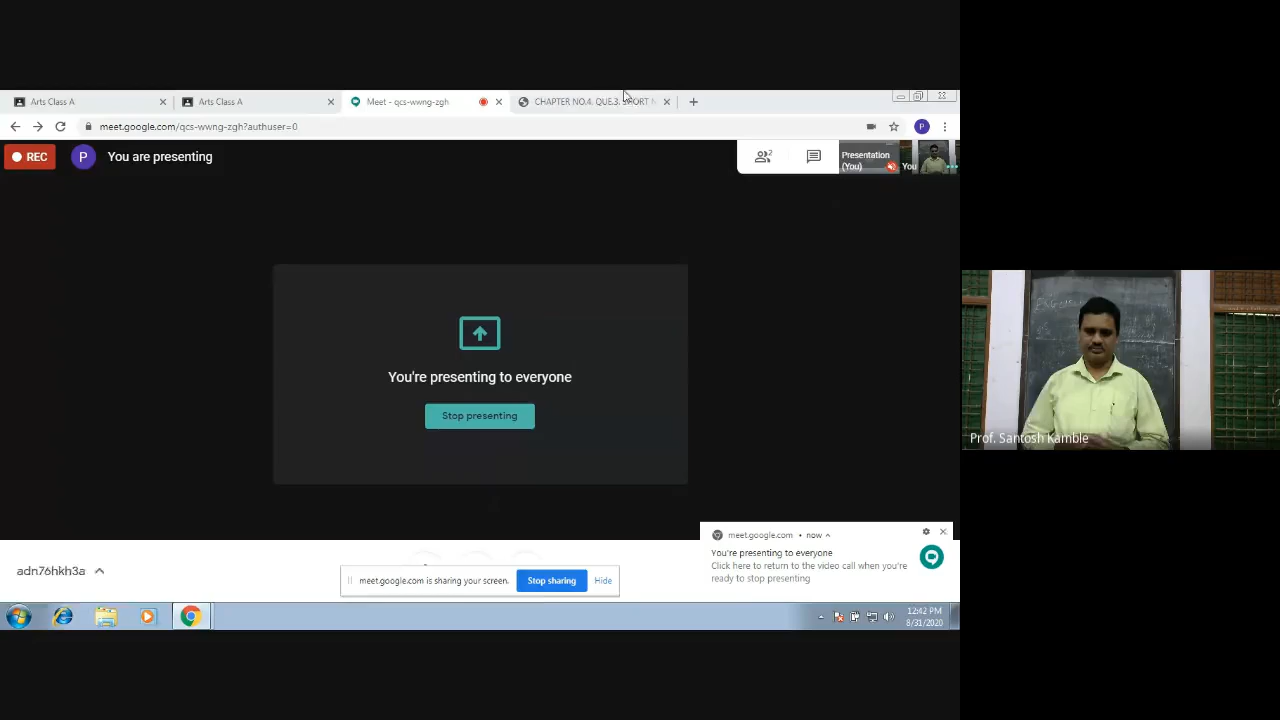 Arts Class A
Arts Class A
Meet - qcs-wwng-zgh
CHAPTER NO.4. QUE.3. SHORT N
meet.google.com/qcs-wwng-zgh?authuser=0
P
REC
P
You are presenting
2
Presentation
(You)
You
You're presenting to everyone
Stop presenting
Prof. Santosh Kamble
meet.google.com • now
You're presenting to everyone
Click here to return to the video call when you're
ready to stop presenting
adn76hkh3a
meet.google.com is sharing your screen.
Stop sharing
Hide
12:42 PM
8/31/2020